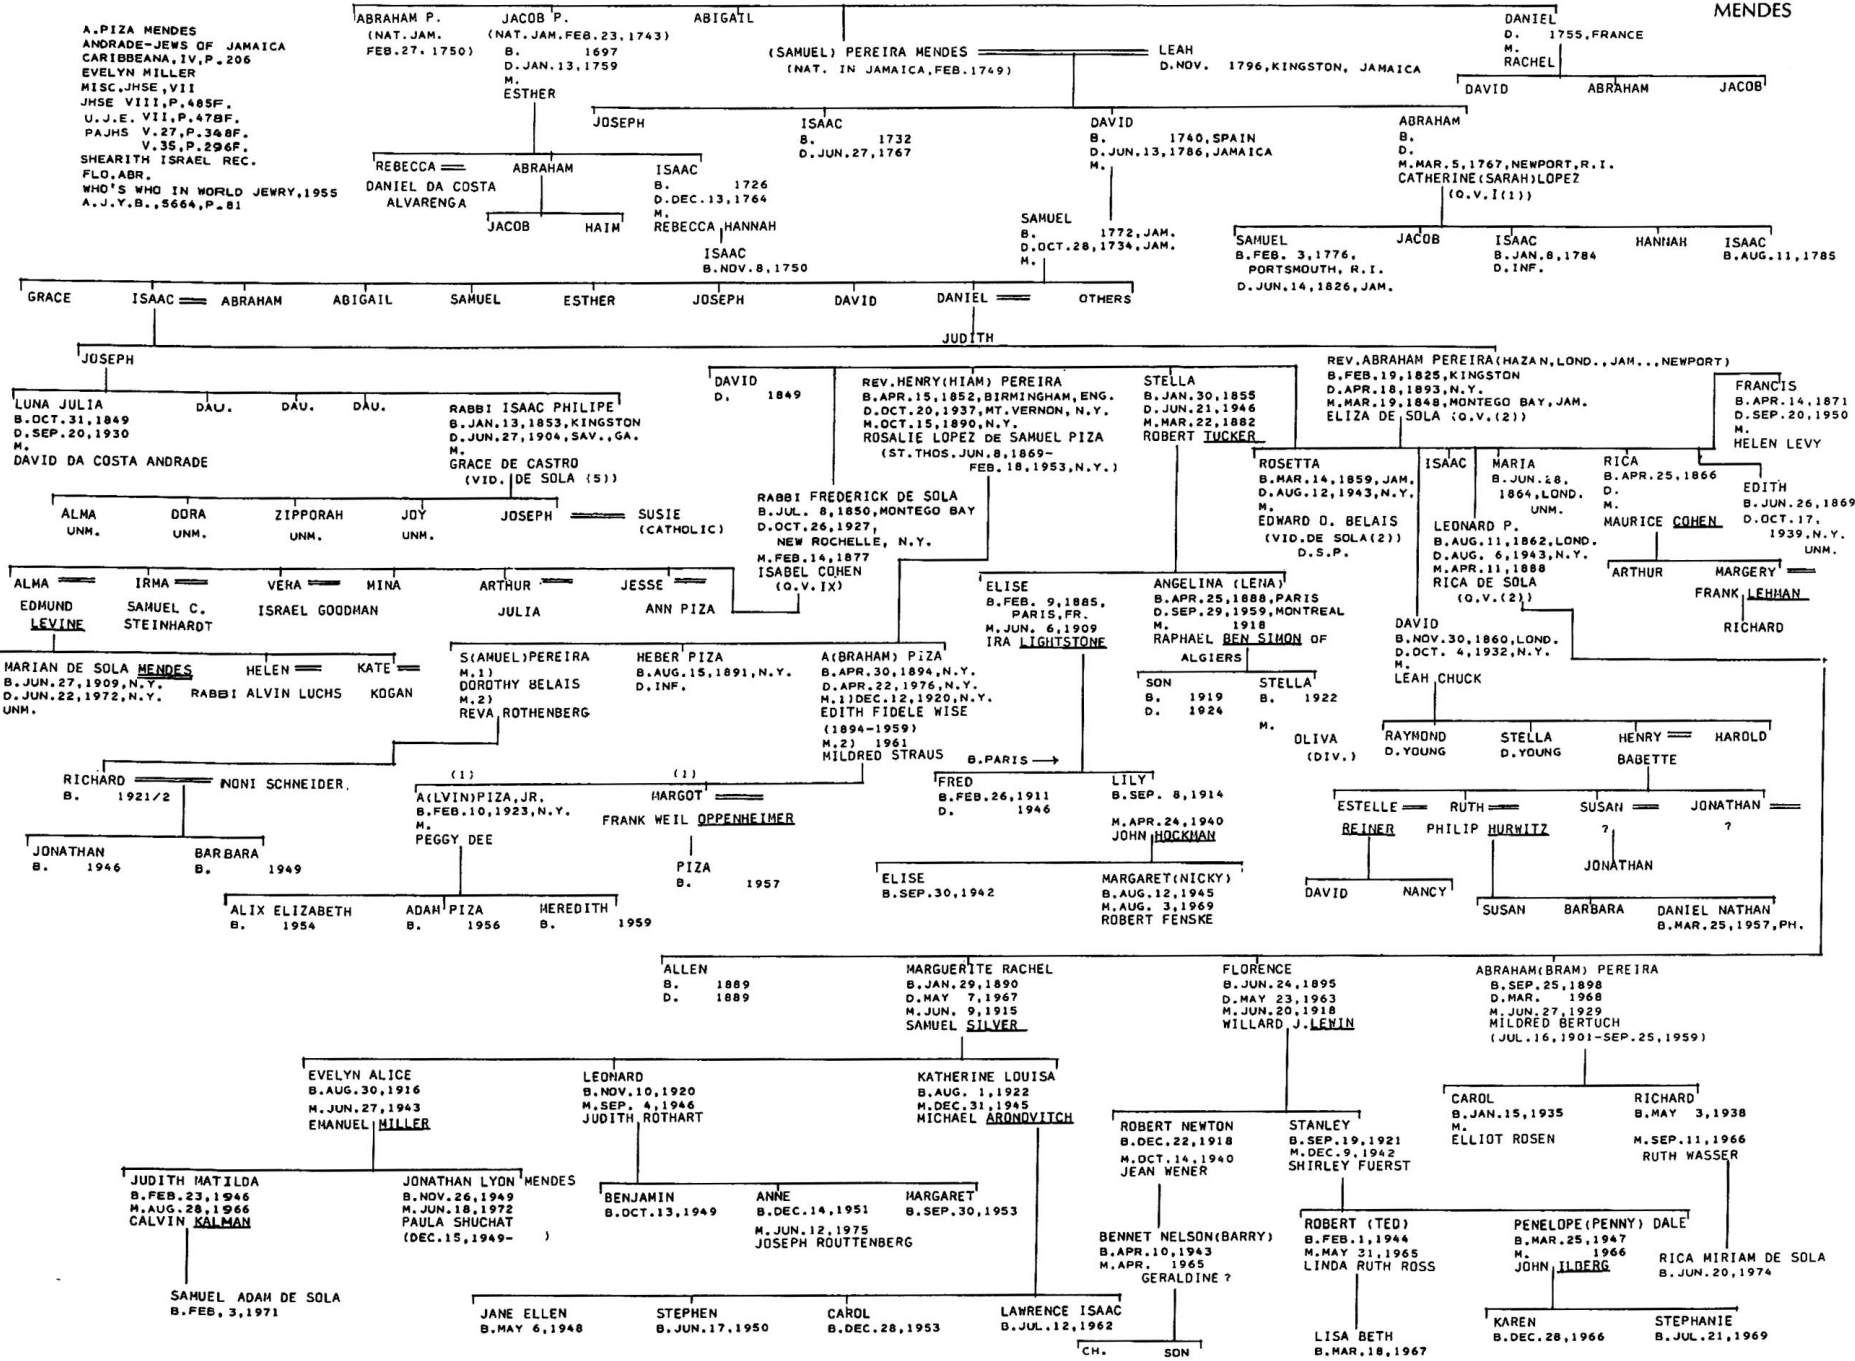 MENDES
A.PIZA MENDES
ANDRADE-JEWS OF JAMAICA
CARIBBEANA,IV,P.206
EVELYN MILLER
MISC.JHSE,VII
JHSE VIII,P.485F.
U.J.E. VII,P.478F.
PAJHS V.27,P.348F.
V.35,P.296F.
SHEARITH ISRAEL REC.
FLO.ABR.
WHO'S WHO IN WORLD JEWRY,1955
A.J.Y.B.,5664,P.81
ABRAHAM P.
(NAT.JAM.
FEB.27, 1750)
JACOB P.
(NAT.JAM.FEB.23,1743)
B. 1697
D.JAN.13,1759
M.
ESTHER
ABIGAIL
(SAMUEL) PEREIRA MENDES
(NAT. IN JAMAICA,FEB.1749)
LEAH
D.NOV. 1796,KINGSTON, JAMAICA
DANIEL
D. 1755,FRANCE
M.
RACHEL
DAVID ABRAHAM JACOB
JOSEPH
ISAAC
B. 1732
D.JUN.27,1767
DAVID
B. 1740,SPAIN
D.JUN.13,1786,JAMAICA
M.
ABRAHAM
B.
D.
M.MAR.5,1767,NEWPORT,R.I.
CATHERINE(SARAH)LOPEZ
(Q.V.I(1))
REBECCA
DANIEL DA COSTA
ALVARENGA
ABRAHAM
ISAAC
B. 1726
D.DEC.13,1764
M.
REBECCA HANNAH
JACOB HAIM
ISAAC
B.NOV.8,1750
SAMUEL
B. 1772,JAM.
D.OCT.28,1734,JAM.
M.
SAMUEL
B.FEB. 3,1776,
PORTSMOUTH, R.I.
D.JUN.14,1826,JAM.
JACOB
ISAAC
B.JAN.8,1784
D.INF.
HANNAH
ISAAC
B.AUG.11,1785
GRACE ISAAC ABRAHAM ABIGAIL SAMUEL ESTHER JOSEPH DAVID DANIEL OTHERS
JUDITH
JOSEPH
REV.ABRAHAM PEREIRA(HAZAN,LOND.,JAM..,NEWPORT)
B.FEB.19,1825,KINGSTON
D.APR.18,1893,N.Y.
M.MAR.19,1848,MONTEGO BAY,JAM.
ELIZA DE SOLA (Q.V.(2))
LUNA JULIA
B.OCT.31,1849
D.SEP.20,1930
M.
DAVID DA COSTA ANDRADE
DAU. DAU. DAU.
RABBI ISAAC PHILIPE
B.JAN.13,1853,KINGSTON
D.JUN.27,1904,SAV.,GA.
M.
GRACE DE CASTRO
(VID. DE SOLA (5))
DAVID
D. 1849
REV.HENRY(HIAM) PEREIRA
B.APR.15,1852,BIRMINGHAM,ENG.
D.OCT.20,1937,MT.VERNON, N.Y.
M.OCT.15,1890,N.Y.
ROSALIE LOPEZ DE SAMUEL PIZA
(ST.THOS.JUN.8,1869-
FEB.18,1953,N.Y.)
STELLA
B.JAN.30,1855
D.JUN.21,1946
M.MAR.22,1882
ROBERT TUCKER
FRANCIS
B.APR.14,1871
D.SEP.20,1950
M.
HELEN LEVY
ROSETTA
B.MAR.14,1859,JAM.
D.AUG.12,1943,N.Y.
M.
EDWARD D. BELAIS
(VID.DE SOLA(2))
D.S.P.
ISAAC
MARIA
B.JUN.28,
1864,LOND.
UNM.
RICA
B.APR.25,1866
D.
M.
MAURICE COHEN
EDITH
B.JUN.26,1869
D.OCT.17,
1939,N.Y.
UNM.
RABBI FREDERICK DE SOLA
B.JUL. 8,1850,MONTEGO BAY
D.OCT.26,1927,
NEW ROCHELLE, N.Y.
M.FEB.14,1877
ISABEL COHEN
(Q.V.IX)
LEONARD P.
B.AUG.11,1862,LOND.
D.AUG. 6,1943,N.Y.
M.APR.11,1888
RICA DE SOLA
(Q.V.(2))
ALMA
UNM.
DORA
UNM.
ZIPPORAH
UNM.
JOY
UNM.
JOSEPH
SUSIE
(CATHOLIC)
ARTHUR MARGERY
FRANK LEHMAN
RICHARD
ALMA
EDMUND
LEVINE
IRMA
SAMUEL C.
STEINHARDT
VERA
ISRAEL GOODMAN
MINA
ARTHUR
JULIA
JESSE
ANN PIZA
ELISE
B.FEB. 9,1885,
PARIS,FR.
M.JUN. 6,1909
IRA LIGHTSTONE
ANGELINA (LENA)
B.APR.25,1888,PARIS
D.SEP.29,1959,MONTREAL
M. 1918
RAPHAEL BEN SIMON OF
ALGIERS
DAVID
B.NOV.30,1860,LOND.
D.OCT. 4,1932,N.Y.
M.
LEAH CHUCK
MARIAN DE SOLA MENDES
B.JUN.27,1909,N.Y.
D.JUN.22,1972,N.Y.
UNM.
HELEN
RABBI ALVIN LUCHS
KATE
KOGAN
S(AMUEL)PEREIRA
M.1)
DOROTHY BELAIS
M.2)
REVA ROTHENBERG
HEBER PIZA
B.AUG.15,1891,N.Y.
D.INF.
A(BRAHAM) PIZA
B.APR.30,1894,N.Y.
D.APR.22,1976,N.Y.
M.1)DEC.12,1920,N.Y.
EDITH FIDELE WISE
(1894-1959)
M.2) 1961
MILDRED STRAUS
SON
B. 1919
D. 1924
STELLA
B. 1922
M.
OLIVA
(DIV.)
RAYMOND
D.YOUNG
STELLA
D.YOUNG
HENRY
BABETTE
HAROLD
RICHARD
B. 1921/2
NONI SCHNEIDER.
(1)
A(LVIN)PIZA,JR.
B.FEB.10,1923,N.Y.
M.
PEGGY DEE
(1)
MARGOT
FRANK WEIL OPPENHEIMER
PIZA
B. 1957
B.PARIS
FRED
B.FEB.26,1911
D. 1946
LILY
B.SEP. 8,1914
M.APR.24,1940
JOHN HOCKMAN
ESTELLE
REINER
RUTH
PHILIP HURWITZ
SUSAN
?
JONATHAN
?
JONATHAN
JONATHAN
B. 1946
BARBARA
B. 1949
ALIX ELIZABETH
B. 1954
ADAM PIZA
B. 1956
MEREDITH
B. 1959
ELISE
B.SEP.30,1942
MARGARET(NICKY)
B.AUG.12,1945
M.AUG. 3,1969
ROBERT FENSKE
DAVID NANCY
SUSAN BARBARA
DANIEL NATHAN
B.MAR.25,1957,PH.
ALLEN
B. 1889
D. 1889
MARGUERITE RACHEL
B.JAN.29,1890
D.MAY 7,1967
M.JUN. 9,1915
SAMUEL SILVER
FLORENCE
B.JUN.24,1895
D.MAY 23,1963
M.JUN.20,1918
WILLARD J.LEWIN
ABRAHAM(BRAM) PEREIRA
B.SEP.25,1898
D.MAR. 1968
M.JUN.27,1929
MILDRED BERTUCH
(JUL.16,1901-SEP.25,1959)
EVELYN ALICE
B.AUG.30,1916
M.JUN.27,1943
EMANUEL MILLER
LEONARD
B.NOV.10,1920
M.SEP. 4,1946
JUDITH ROTHART
KATHERINE LOUISA
B.AUG. 1,1922
M.DEC.31,1945
MICHAEL ARONOVITCH
ROBERT NEWTON
B.DEC.22,1918
M.OCT.14,1940
JEAN WENER
STANLEY
B.SEP.19,1921
M.DEC.9,1942
SHIRLEY FUERST
CAROL
B.JAN.15,1935
M.
ELLIOT ROSEN
RICHARD
B.MAY 3,1938
M.SEP.11,1966
RUTH WASSER
JUDITH MATILDA
B.FEB.23,1946
M.AUG.28,1966
CALVIN KALMAN
JONATHAN LYON MENDES
B.NOV.26,1949
M.JUN.18,1972
PAULA SHUCHAT
(DEC.15,1949- )
BENJAMIN
B.OCT.13,1949
ANNE
B.DEC.14,1951
M.JUN.12,1975
JOSEPH ROUTTENBERG
MARGARET
B.SEP.30,1953
BENNET NELSON(BARRY)
B.APR.10,1943
M.APR. 1965
GERALDINE ?
ROBERT (TED)
B.FEB.1,1944
M.MAY 31,1965
LINDA RUTH ROSS
PENELOPE(PENNY) DALE
B.MAR.25,1947
M. 1966
JOHN ILBERG
RICA MIRIAM DE SOLA
B.JUN.20,1974
SAMUEL ADAM DE SOLA
B.FEB, 3,1971
JANE ELLEN
B.MAY 6,1948
STEPHEN
B.JUN.17,1950
CAROL
B.DEC.28,1953
LAWRENCE ISAAC
B.JUL.12,1962
CH. SON
LISA BETH
B.MAR.18,1967
KAREN
B.DEC.28,1966
STEPHANIE
B.JUL.21,1969